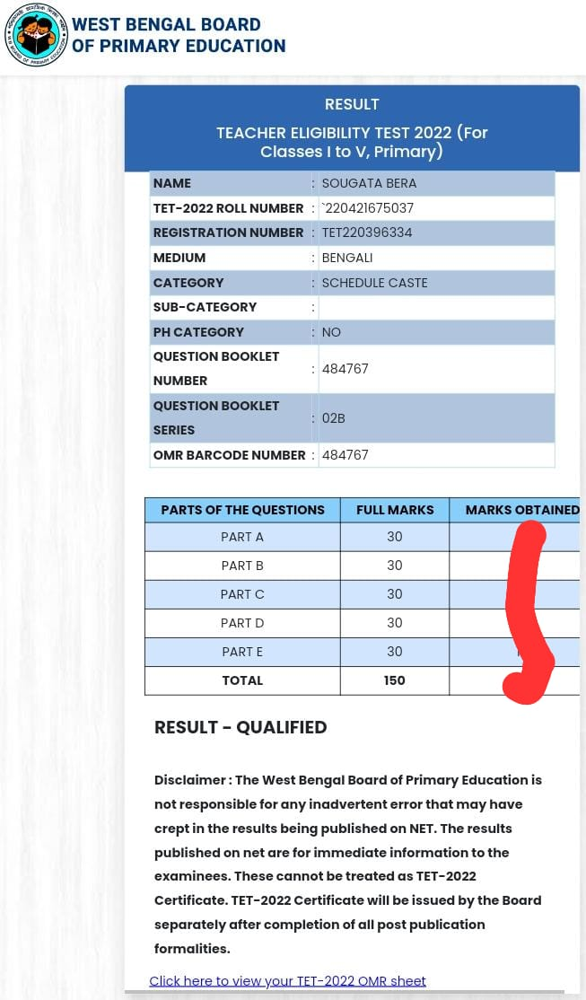 WEST BENGAL BOARD
OF PRIMARY EDUCATION
RESULT
TEACHER ELIGIBILITY TEST 2022 (For
Classes I to V, Primary)
NAME : SOUGATA BERA
TET-2022 ROLL NUMBER : `220421675037
REGISTRATION NUMBER : TET220396334
MEDIUM : BENGALI
CATEGORY : SCHEDULE CASTE
SUB-CATEGORY :
PH CATEGORY : NO
QUESTION BOOKLET
NUMBER : 484767
QUESTION BOOKLET
SERIES : 02B
OMR BARCODE NUMBER : 484767
PARTS OF THE QUESTIONS FULL MARKS MARKS OBTAINED
PART A 30
PART B 30
PART C 30
PART D 30
PART E 30
TOTAL 150
RESULT - QUALIFIED
Disclaimer : The West Bengal Board of Primary Education is
not responsible for any inadvertent error that may have
crept in the results being published on NET. The results
published on net are for immediate information to the
examinees. These cannot be treated as TET-2022
Certificate. TET-2022 Certificate will be issued by the Board
separately after completion of all post publication
formalities.
Click here to view your TET-2022 OMR sheet